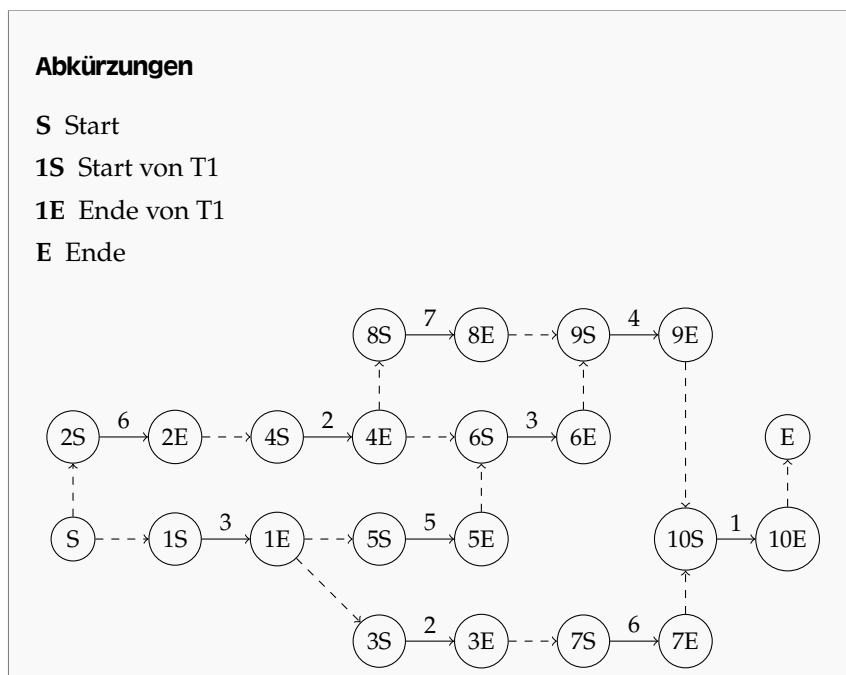 Abkürzungen
S Start
1S Start von T1
1E Ende von T1
E Ende
7 4
8S 8E 9S 9E
6 2 3
2S 2E 4S 4E 6S 6E E
3 5 1
S 1S 1E 5S 5E 10S 10E
2 6
3S 3E 7S 7E